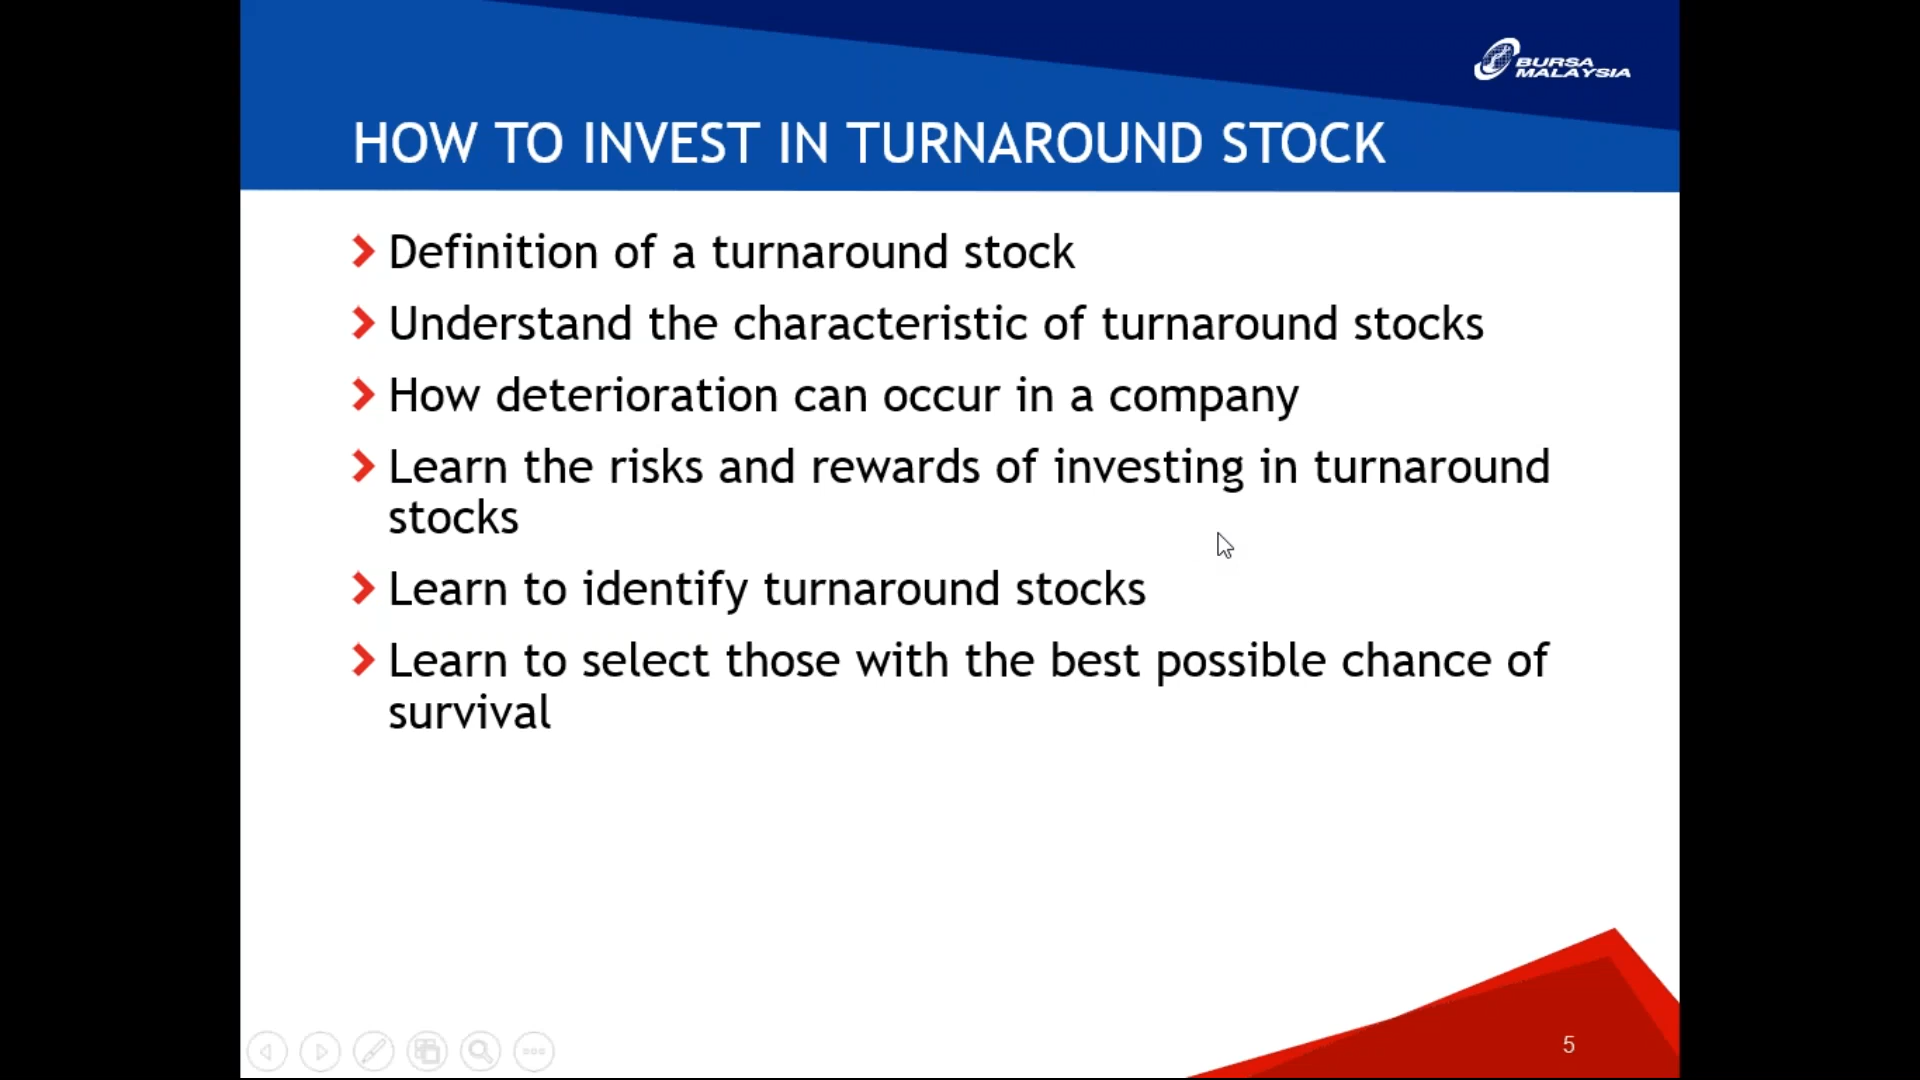 BURSA
MALAYSIA
HOW TO INVEST IN TURNAROUND STOCK
Definition of a turnaround stock
Understand the characteristic of turnaround stocks
How deterioration can occur in a company
Learn the risks and rewards of investing in turnaround
stocks
Learn to identify turnaround stocks
Learn to select those with the best possible chance of
survival
5